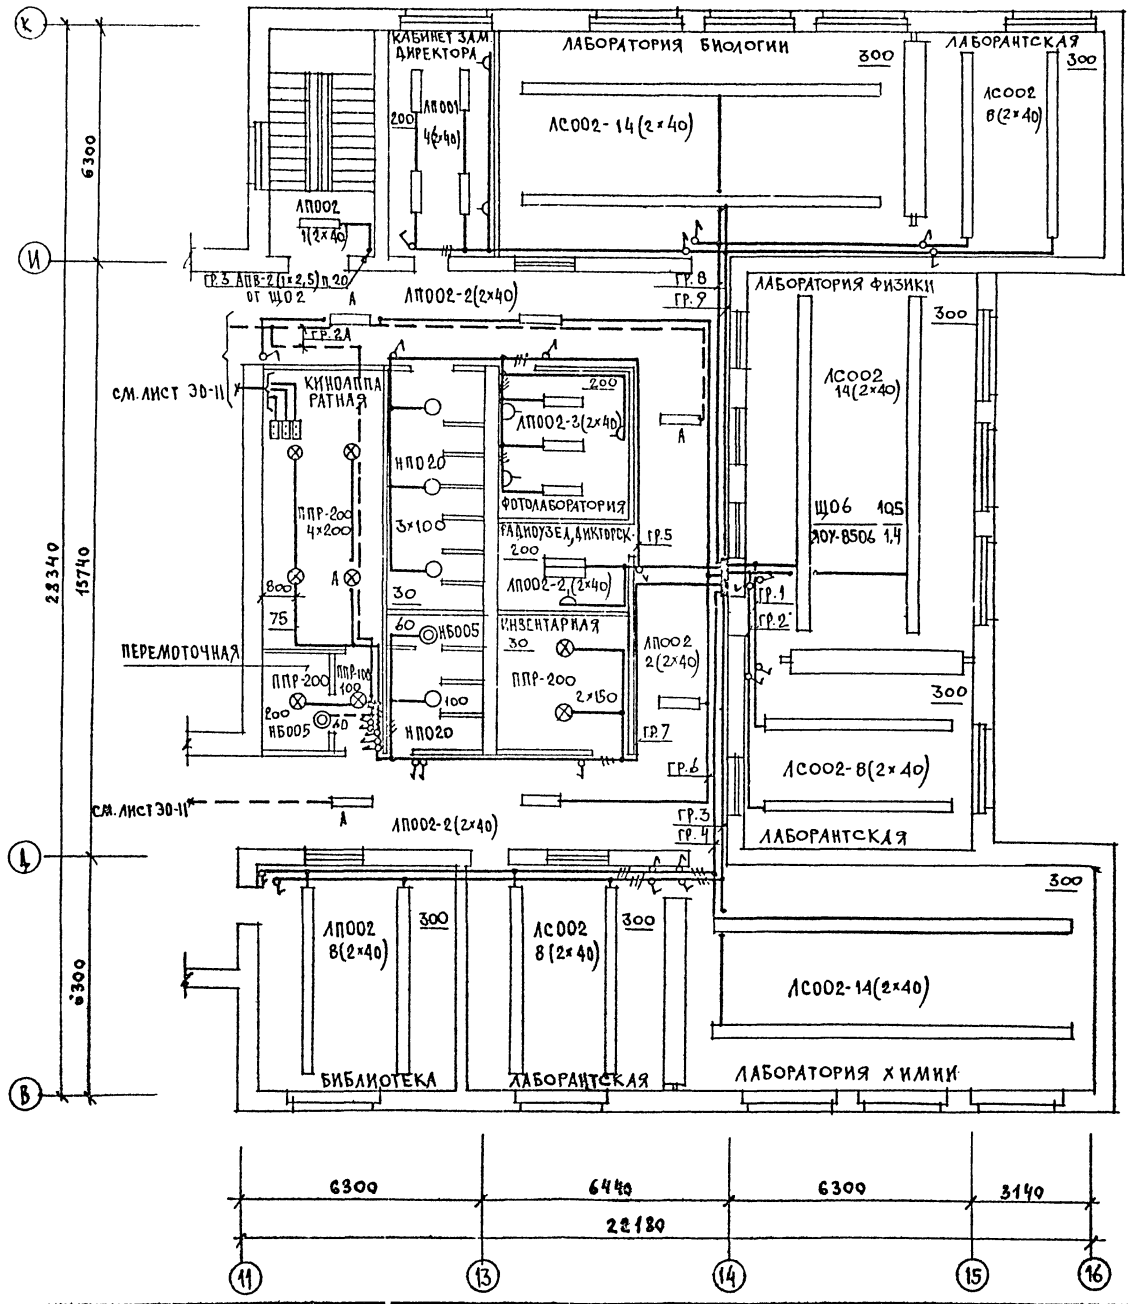 К
КАБИНЕТ ЗАМ.
ДИРЕКТОРА
ЛАБОРАТОРИЯ БИОЛОГИИ
300
ЛАБОРАНТСКАЯ
300
200
ЛП001
4(2×40)
ЛС002-14(2×40)
ЛС002
8(2×40)
6300
ЛП002
1(2×40)
И
ГР.3 АПВ-2(1×2,5)п.20
от ЩО2
А
ЛП002-2(2×40)
ГР.8
ГР.9
ЛАБОРАТОРИЯ ФИЗИКИ
300
ГР.2А
СМ.ЛИСТ ЭО-11
КИНОАППА
РАТНАЯ
200
ЛП002-3(2×40)
А
ЛС002
14(2×40)
НП020
ФОТОЛАБОРАТОРИЯ
ППР-200
4×200
3×100
РАДИОУЗЕЛ, ДИКТОРСК.
200
ГР.5
ЩО6 10,5
ЯОУ-8506 1,4
28340
15740
А
800
75
30
ЛП002-2(2×40)
ГР.1
ГР.2
60
НБ005
ИНВЕНТАРНАЯ
30
ЛП002
2(2×40)
ПЕРЕМОТОЧНАЯ
ППР-200
200
ППР-100
100
ППР-200
2×150
300
НБ005
60
100
НП020
ГР.7
ГР.6
ЛС002-8(2×40)
СМ.ЛИСТ ЭО-11
А
ЛП002-2(2×40)
ГР.3
ГР.4
ЛАБОРАНТСКАЯ
Д
300
ЛП002
8(2×40)
300
ЛС002
8(2×40)
300
6300
ЛС002-14(2×40)
БИБЛИОТЕКА
ЛАБОРАНТСКАЯ
ЛАБОРАТОРИЯ ХИМИИ
В
6300
6440
6300
3140
22180
11
13
14
15
16